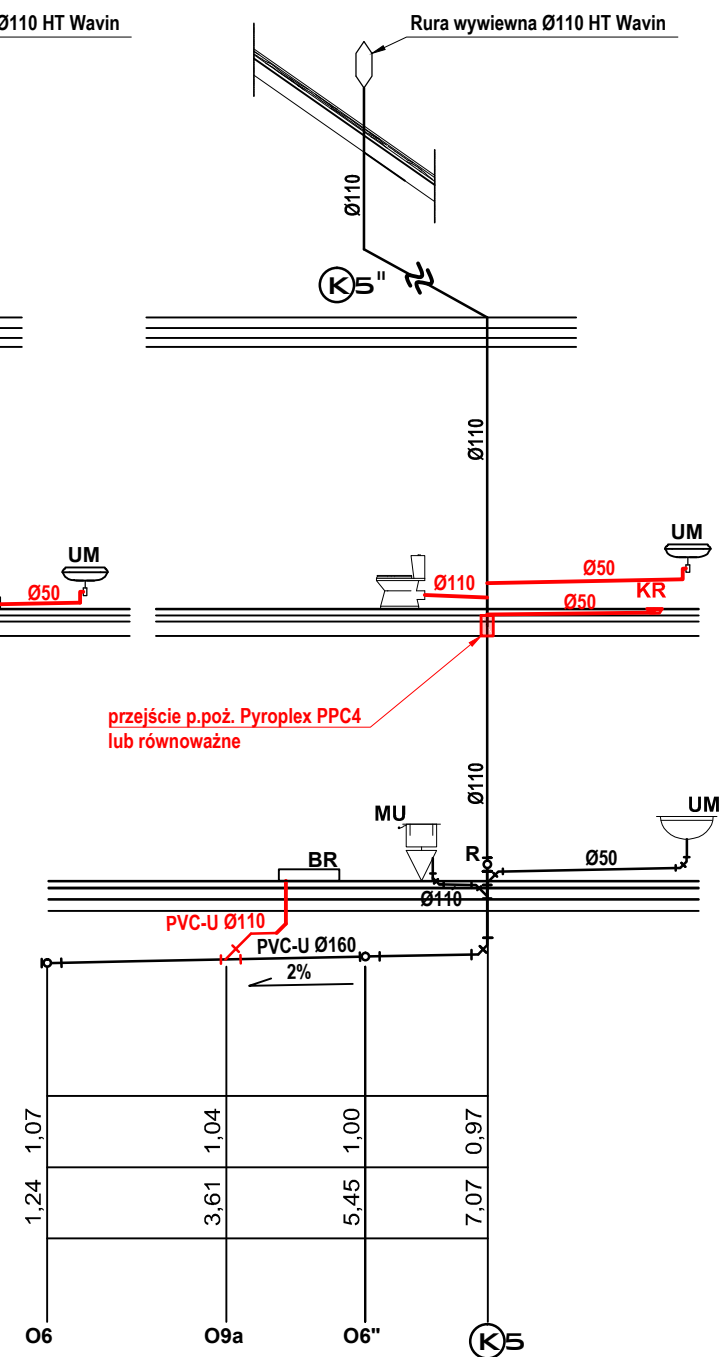 Ø110 HT Wavin
Rura wywiewna Ø110 HT Wavin
Ø110
K5"
Ø110
UM
Ø50
Ø110
Ø50
UM
KR
Ø50
przejście p.poż. Pyroplex PPC4
lub równoważne
Ø110
MU
UM
BR
R
Ø50
Ø110
PVC-U Ø110
PVC-U Ø160
2%
1,07
1,04
1,00
0,97
1,24
3,61
5,45
7,07
O6
O9a
O6"
K5